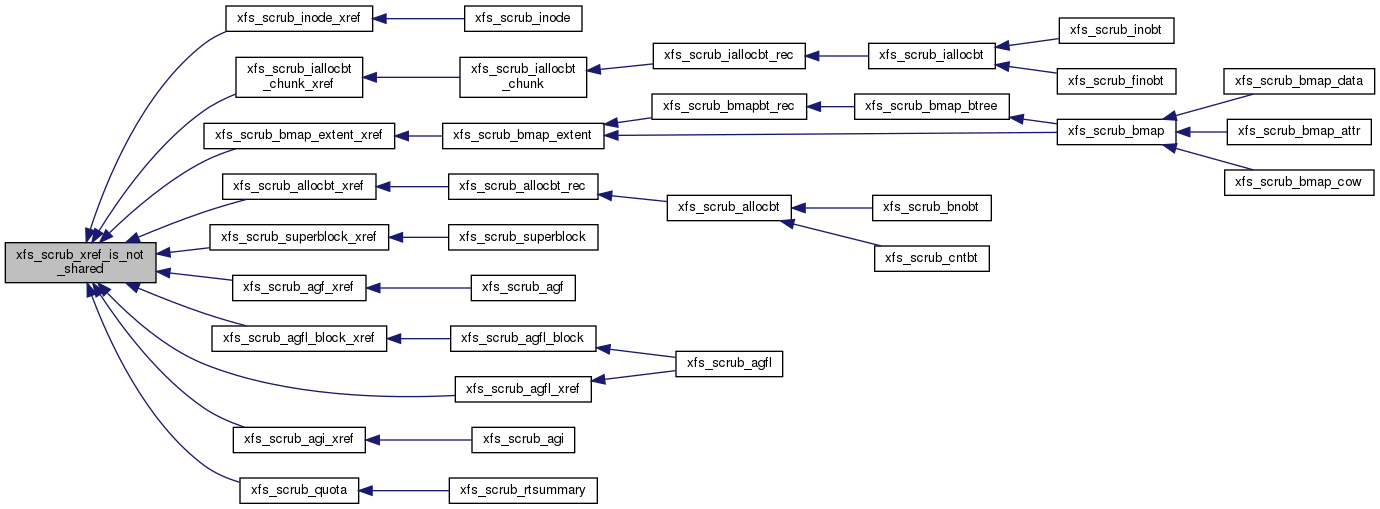 xfs_scrub_xref_is_not
_shared
xfs_scrub_inode_xref
xfs_scrub_inode
xfs_scrub_iallocbt
_chunk_xref
xfs_scrub_iallocbt
_chunk
xfs_scrub_iallocbt_rec
xfs_scrub_iallocbt
xfs_scrub_inobt
xfs_scrub_finobt
xfs_scrub_bmap_extent_xref
xfs_scrub_bmap_extent
xfs_scrub_bmapbt_rec
xfs_scrub_bmap_btree
xfs_scrub_bmap
xfs_scrub_bmap_data
xfs_scrub_bmap_attr
xfs_scrub_bmap_cow
xfs_scrub_allocbt_xref
xfs_scrub_allocbt_rec
xfs_scrub_allocbt
xfs_scrub_bnobt
xfs_scrub_cntbt
xfs_scrub_superblock_xref
xfs_scrub_superblock
xfs_scrub_agf_xref
xfs_scrub_agf
xfs_scrub_agfl_block_xref
xfs_scrub_agfl_block
xfs_scrub_agfl
xfs_scrub_agfl_xref
xfs_scrub_agi_xref
xfs_scrub_agi
xfs_scrub_quota
xfs_scrub_rtsummary